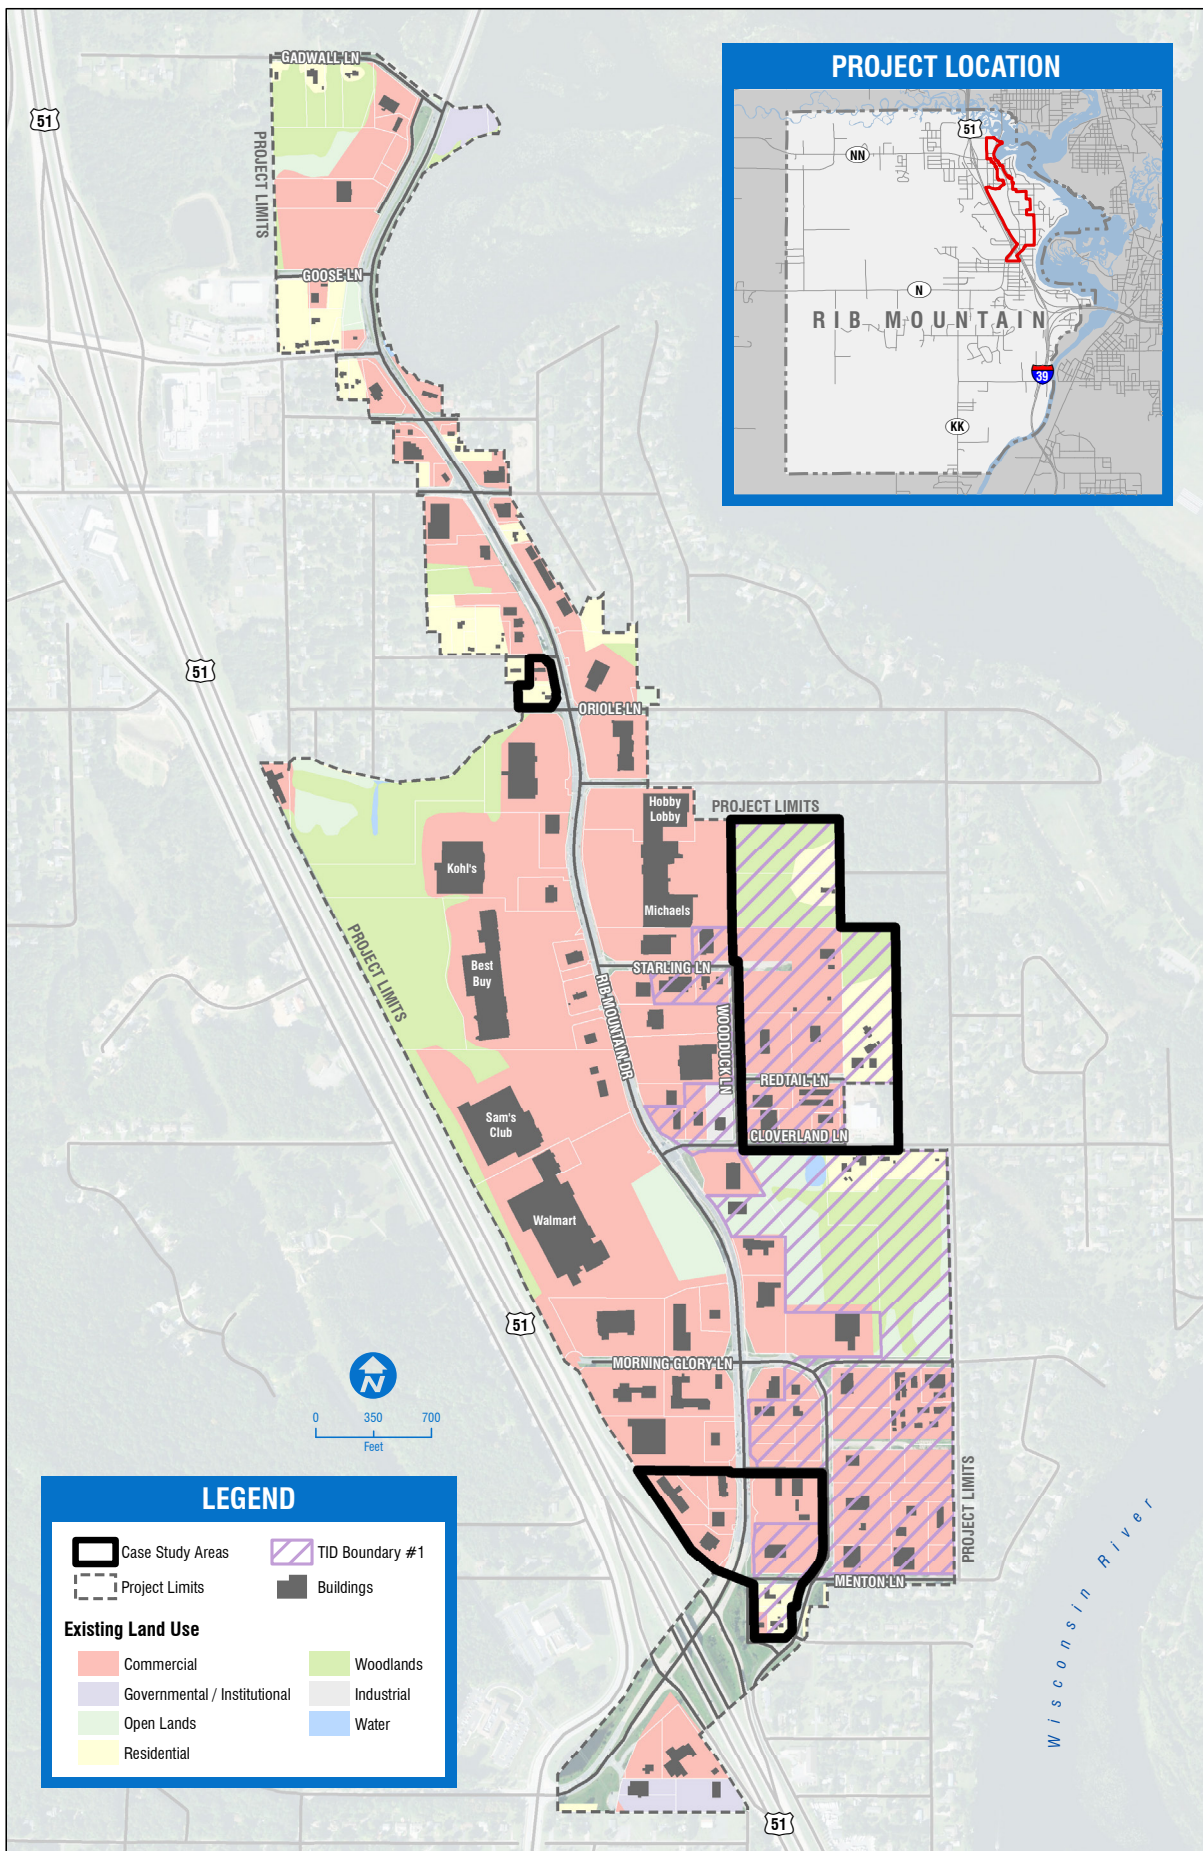 GADWALL LN
51
PROJECT LIMITS
GOOSE LN
PROJECT LOCATION
51
NN
N
RIB MOUNTAIN
39
KK
51
ORIOLE LN
Hobby
Lobby
PROJECT LIMITS
Kohl's
Michaels
PROJECT LIMITS
Best
Buy
STARLING LN
RIB MOUNTAIN DR
WOODDUCK LN
REDTAIL LN
Sam's
Club
CLOVERLAND LN
Walmart
51
MORNING GLORY LN
N
0 350 700
Feet
PROJECT LIMITS
MENTON LN
Wisconsin River
LEGEND
Case Study Areas
TID Boundary #1
Project Limits
Buildings
Existing Land Use
Commercial
Woodlands
Governmental / Institutional
Industrial
Open Lands
Water
Residential
51